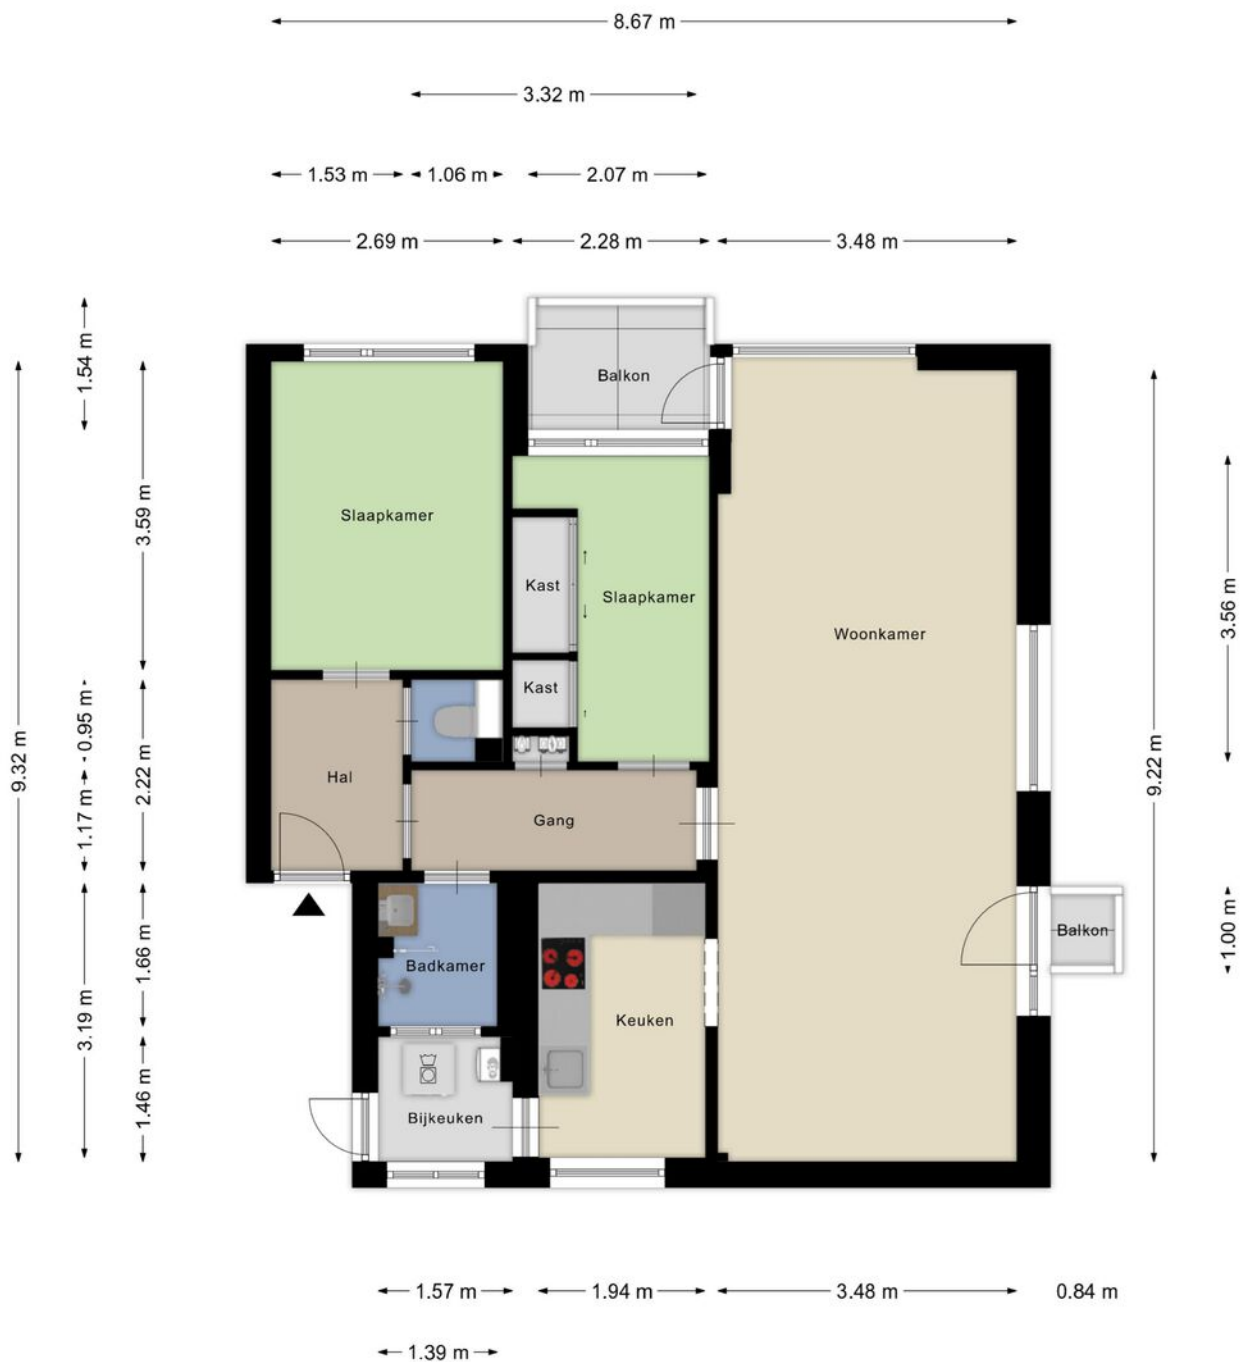 8.67 m
3.32 m
1.53 m 1.06 m 2.07 m
2.69 m 2.28 m 3.48 m
1.54 m
Balkon
3.59 m
Slaapkamer
Kast
Slaapkamer
3.56 m
Woonkamer
Kast
0.95 m
9.32 m
2.22 m
Hal
9.22 m
1.17 m
Gang
1.00 m
Balkon
1.66 m
Badkamer
3.19 m
Keuken
1.46 m
Bijkeuken
1.57 m 1.94 m 3.48 m 0.84 m
1.39 m